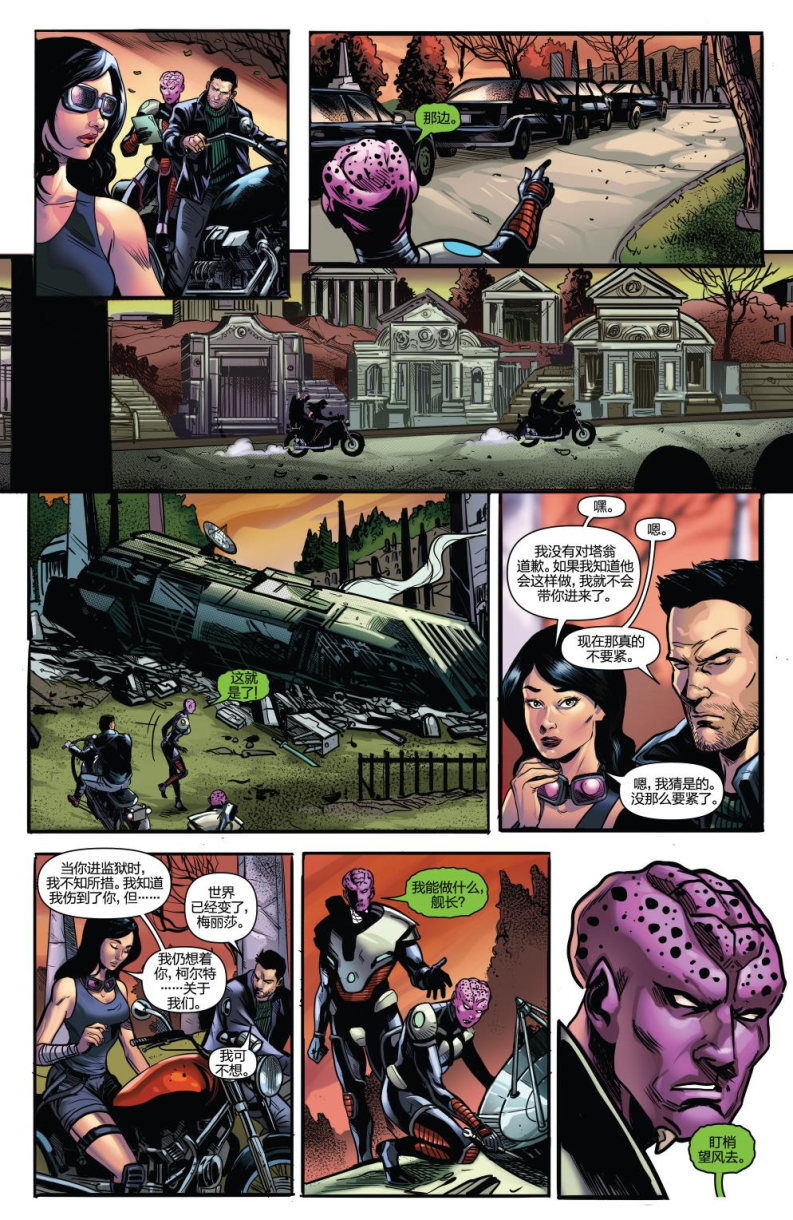 那边。
这就
是了!
嘿。
嗯。
我没有对塔翁
道歉。如果我知道他
会这样做,我就不会
带你进来了。
现在那真的
不要紧。
嗯,我猜是的。
没那么要紧了。
当你进监狱时,
我不知所措。我知道
我伤到了你,但……
世界
已经变了,
梅丽莎。
我仍想着
你,柯尔特
……关于
我们。
我可
不想。
我能做什么,
舰长?
盯梢
望风去。